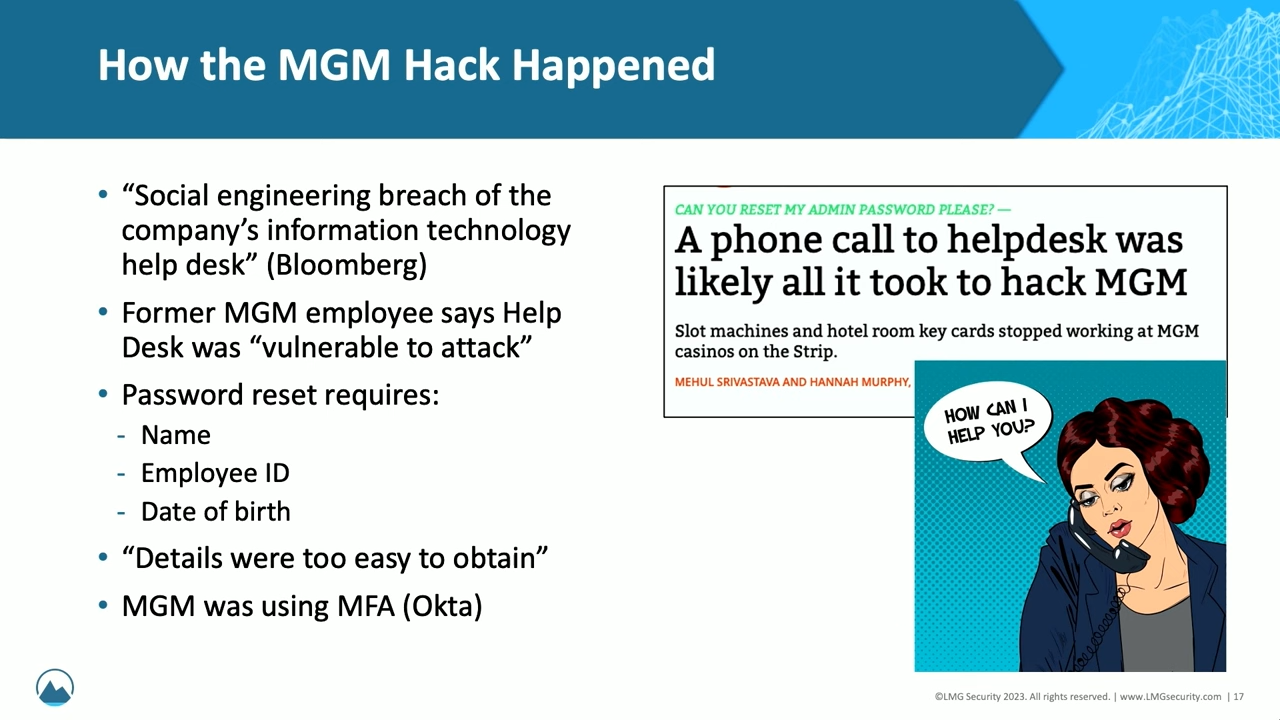 How the MGM Hack Happened
• “Social engineering breach of the
company’s information technology
help desk” (Bloomberg)
• Former MGM employee says Help
Desk was “vulnerable to attack”
• Password reset requires:
- Name
- Employee ID
- Date of birth
• “Details were too easy to obtain”
• MGM was using MFA (Okta)
CAN YOU RESET MY ADMIN PASSWORD PLEASE? —
A phone call to helpdesk was
likely all it took to hack MGM
Slot machines and hotel room key cards stopped working at MGM
casinos on the Strip.
MEHUL SRIVASTAVA AND HANNAH MURPHY,
HOW CAN I
HELP YOU?
©LMG Security 2023. All rights reserved. | www.LMGsecurity.com | 17